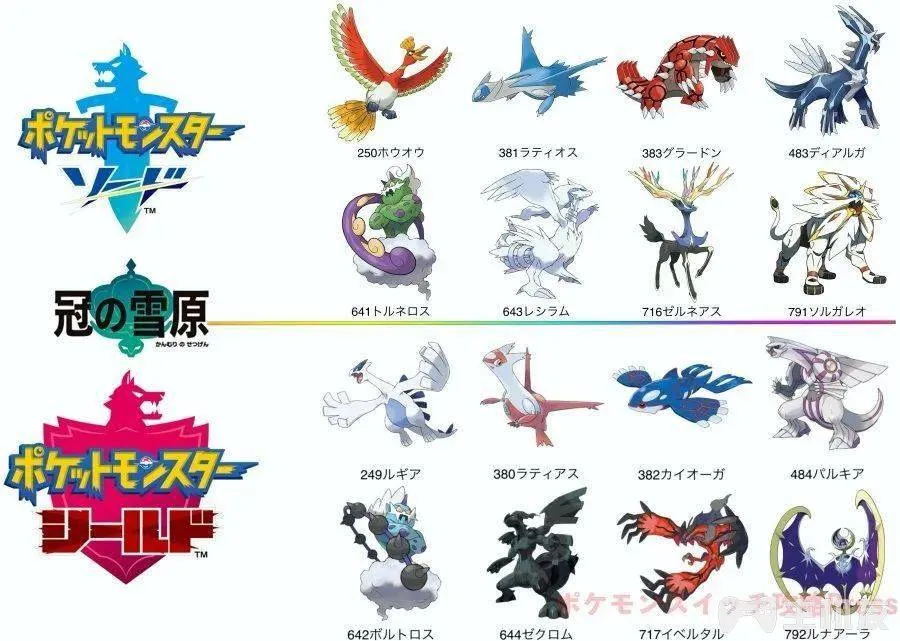 ポケットモンスター
ソード
TM
250ホウオウ
381ラティオス
383グラードン
483ディアルガ
641トルネロス
643レシラム
716ゼルネアス
791ソルガレオ
冠の雪原
かんむり の せつげん
ポケットモンスター
シールド
TM
249ルギア
380ラティアス
382カイオーガ
484パルキア
642ボルトロス
644ゼクロム
717イベルタル
792ルナアーラ